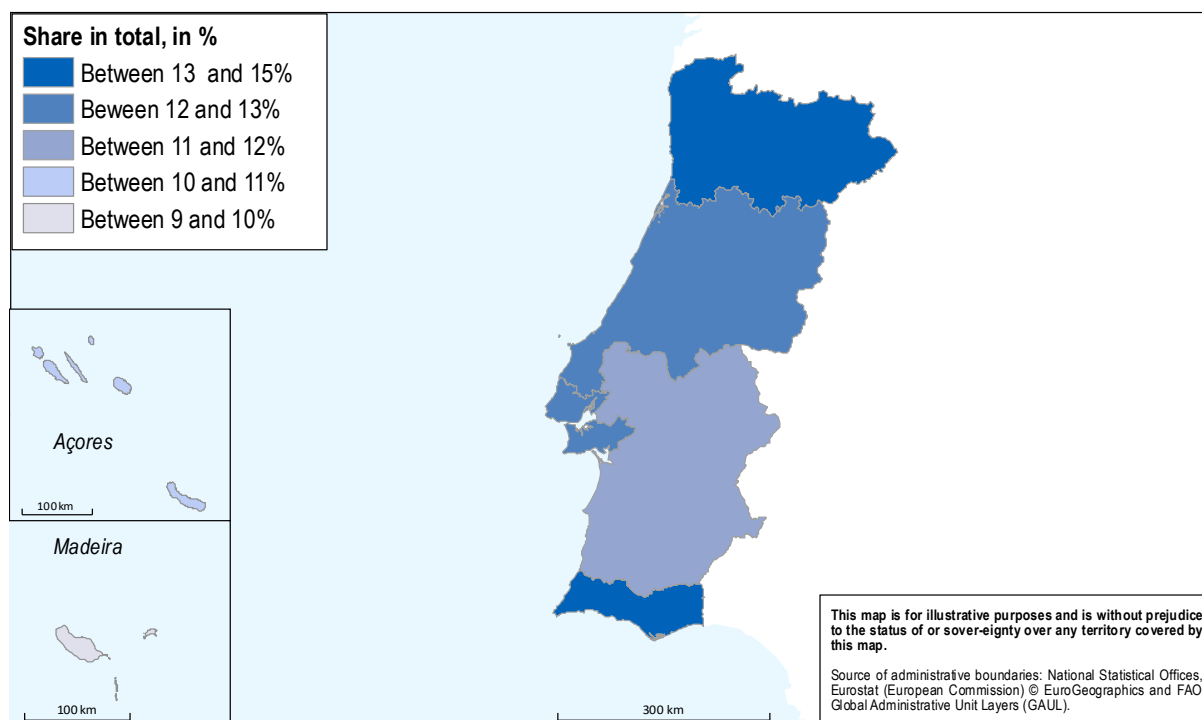 Share in total, in %
Between 13 and 15%
Beween 12 and 13%
Between 11 and 12%
Between 10 and 11%
Between 9 and 10%
Açores
100 km
Madeira
100 km
300 km
This map is for illustrative purposes and is without prejudice
to the status of or sover-eignty over any territory covered by
this map.
Source of administrative boundaries: National Statistical Offices,
Eurostat (European Commission) © EuroGeographics and FAO
Global Administrative Unit Layers (GAUL).